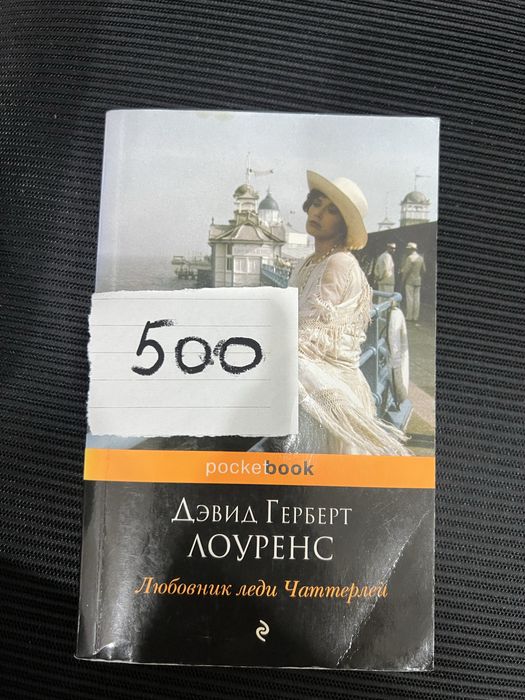 500
pocketbook
Дэвид Герберт
ЛОУРЕНС
Любовник леди Чаттерлей